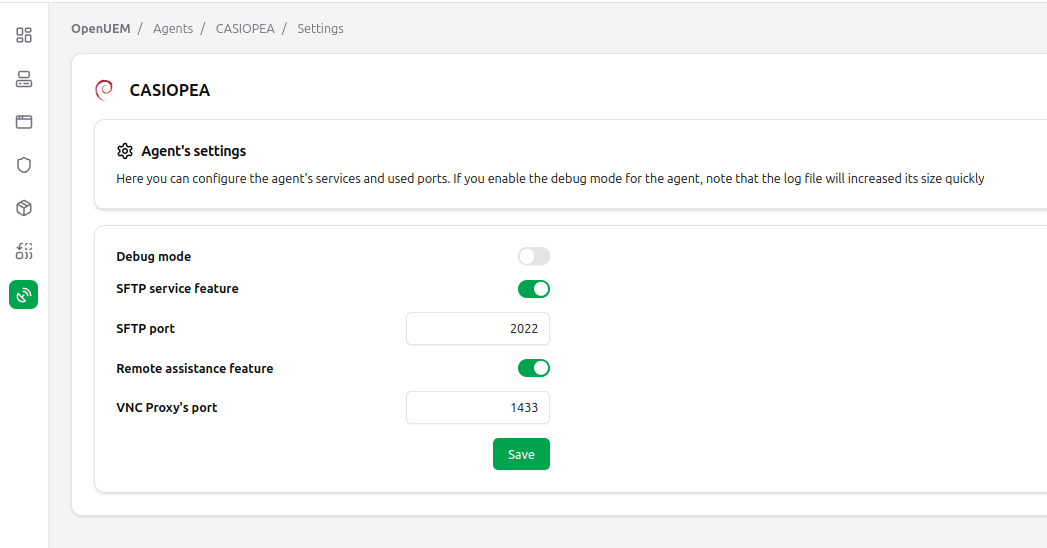 OpenUEM / Agents / CASIOPEA / Settings
CASIOPEA
Agent's settings
Here you can configure the agent's services and used ports. If you enable the debug mode for the agent, note that the log file will increased its size quickly
Debug mode
SFTP service feature
SFTP port 2022
Remote assistance feature
VNC Proxy's port 1433
Save